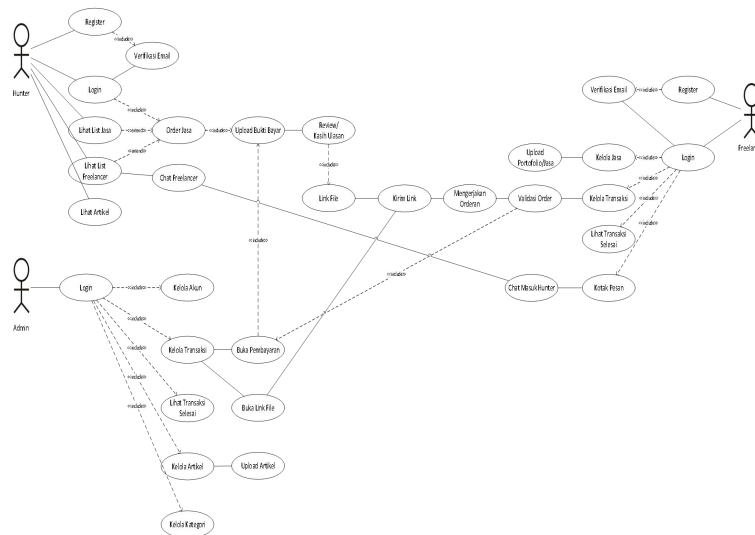 Register
<<include>>
Verifikasi Email
Hunter
Login
<<include>>
Lihat List Jasa
<<extend>>
Order Jasa
<<include>>
Upload Bukti Bayar
Review/
Kasih Ulasan
<<extend>>
Lihat List
Freelancer
Chat Freelancer
Lihat Artikel
<<include>>
Link File
Kirim Link
Mengerjakan
Orderan
Validasi Order
Kelola Transaksi
Verifikasi Email
<<include>>
Register
Freelan
Upload
Portofolio/Jasa
Kelola Jasa
<<include>>
Login
<<include>>
<<include>>
<<include>>
Lihat Transaksi
Selesai
<<include>>
<<include>>
Chat Masuk Hunter
Kotak Pesan
Admin
Login
<<include>>
Kelola Akun
<<include>>
Kelola Transaksi
Buka Pembayaran
<<include>>
<<include>>
<<include>>
Lihat Transaksi
Selesai
Buka Link File
Kelola Artikel
Upload Artikel
Kelola Kategori